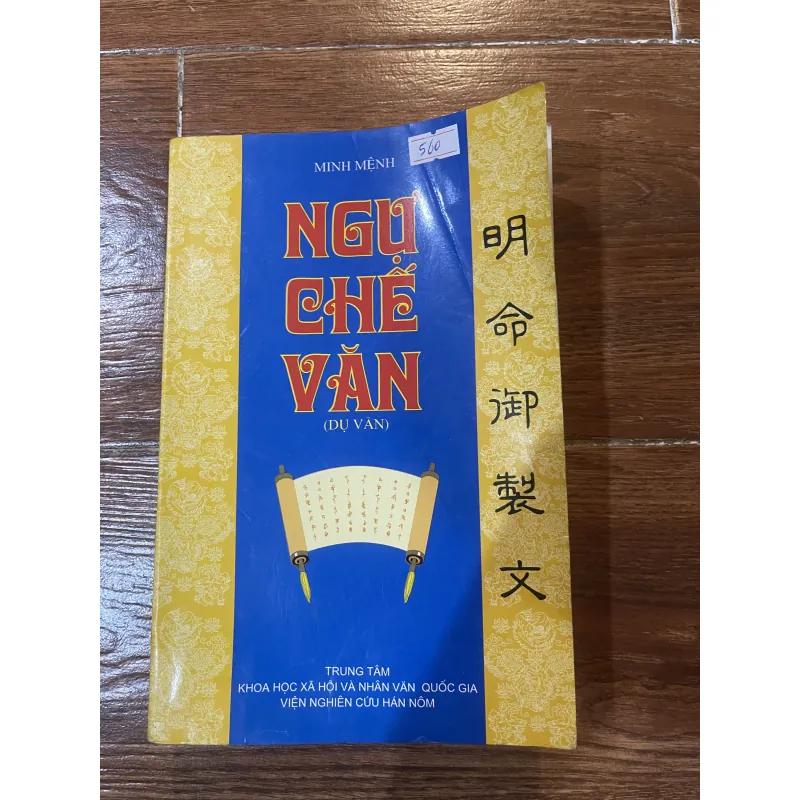 560
MINH MỆNH
NGỰ
CHẾ
VĂN
(DỤ VĂN)
明命御製文
TRUNG TÂM
KHOA HỌC XÃ HỘI VÀ NHÂN VĂN QUỐC GIA
VIỆN NGHIÊN CỨU HÁN NÔM